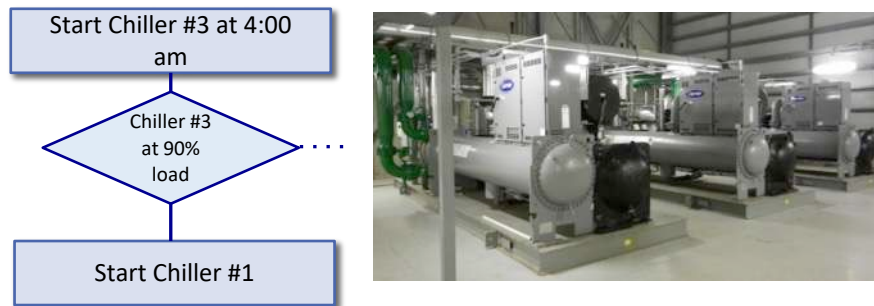 Start Chiller #3 at 4:00
am
Chiller #3
at 90%
load
Start Chiller #1